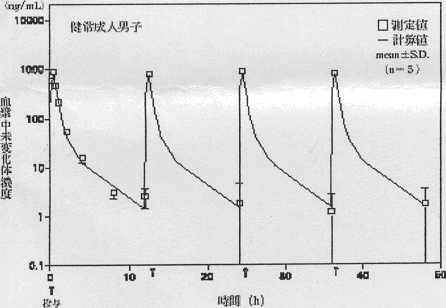 (ng/mL)
健常成人男子
測定値
計算値
mean±S.D.
(n=5)
10000
1000
100
10
1
0.1
血漿中未変化体濃度
0
10
20
30
40
50
↑
↑
↑
↑
↑
投与
時間 (h)